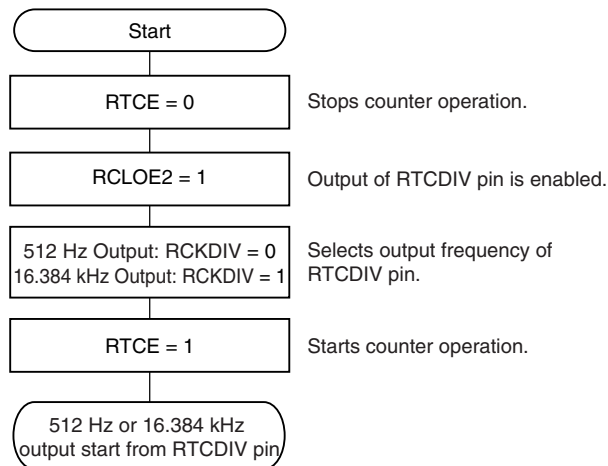 Start
RTCE = 0
Stops counter operation.
RCLOE2 = 1
Output of RTCDIV pin is enabled.
512 Hz Output: RCKDIV = 0
16.384 kHz Output: RCKDIV = 1
Selects output frequency of
RTCDIV pin.
RTCE = 1
Starts counter operation.
512 Hz or 16.384 kHz
output start from RTCDIV pin